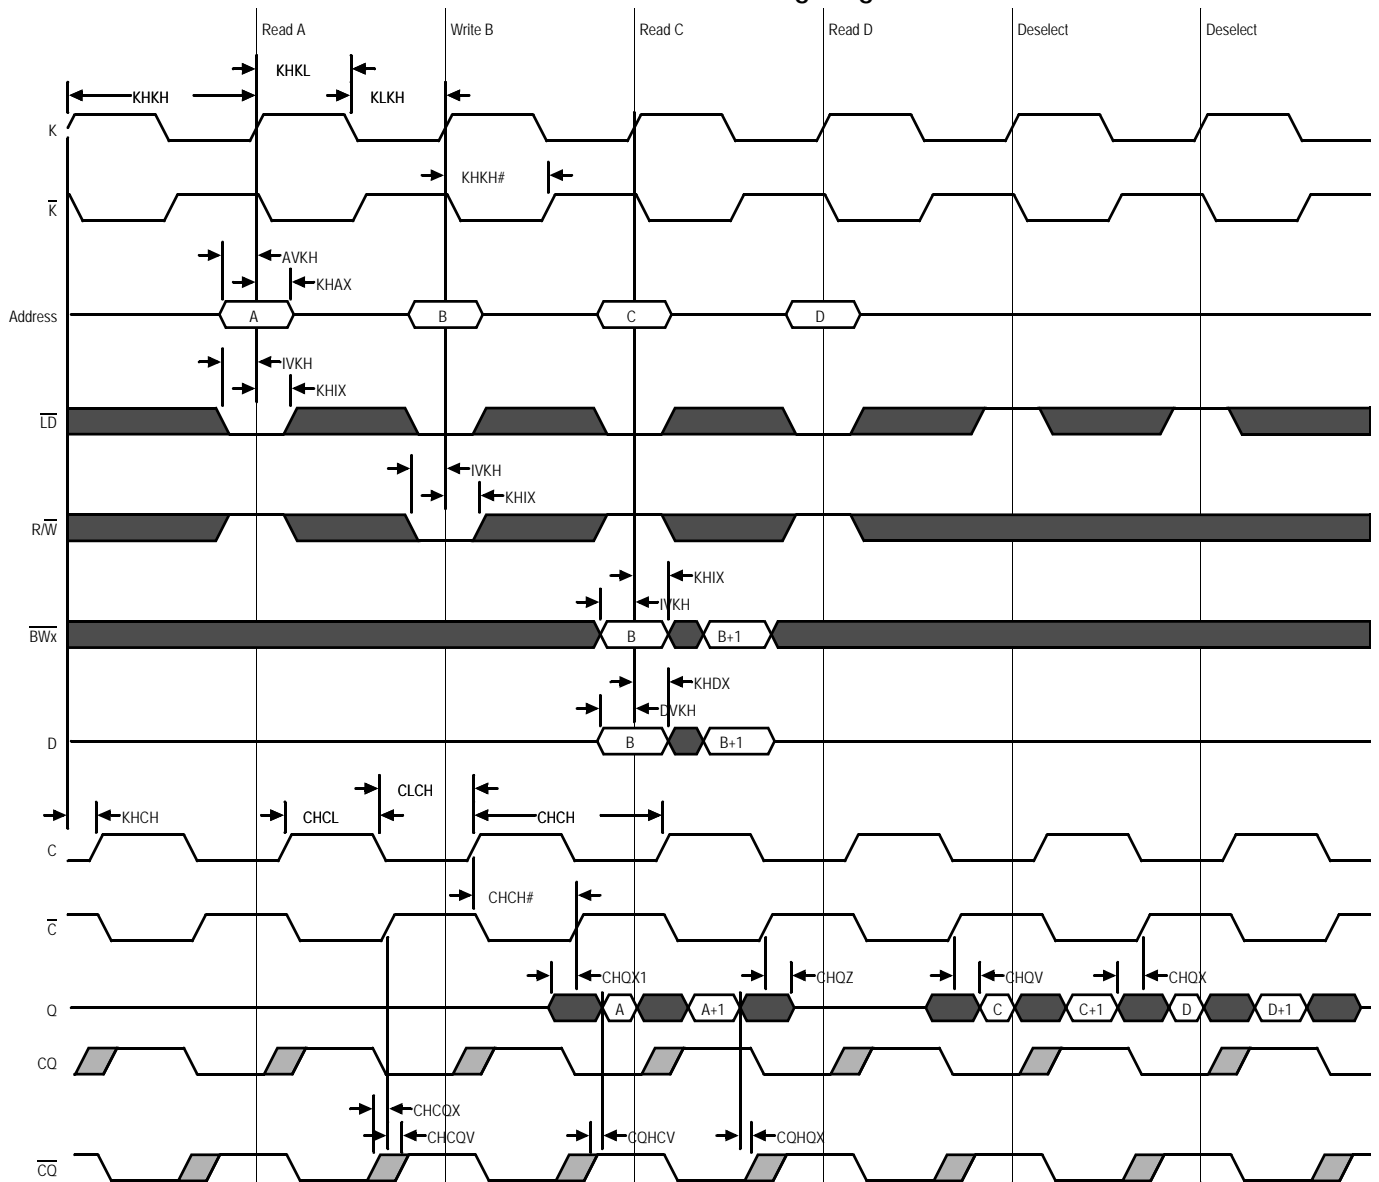 Read A Write B Read C Read D Deselect Deselect
KHKL
KHKH KLKH
K
KHKH#
K
AVKH
KHAX
Address A B C D
IVKH
KHIX
LD
IVKH
KHIX
R/W
KHIX
IVKH
BWx B B+1
KHDX
DVKH
D B B+1
CLCH
KHCH CHCL CHCH
C
CHCH#
C
CHQX1 CHQZ CHQV CHQX
Q A A+1 C C+1 D D+1
CQ
CHCQX
CHCQV CQHCV CQHQX
CQ